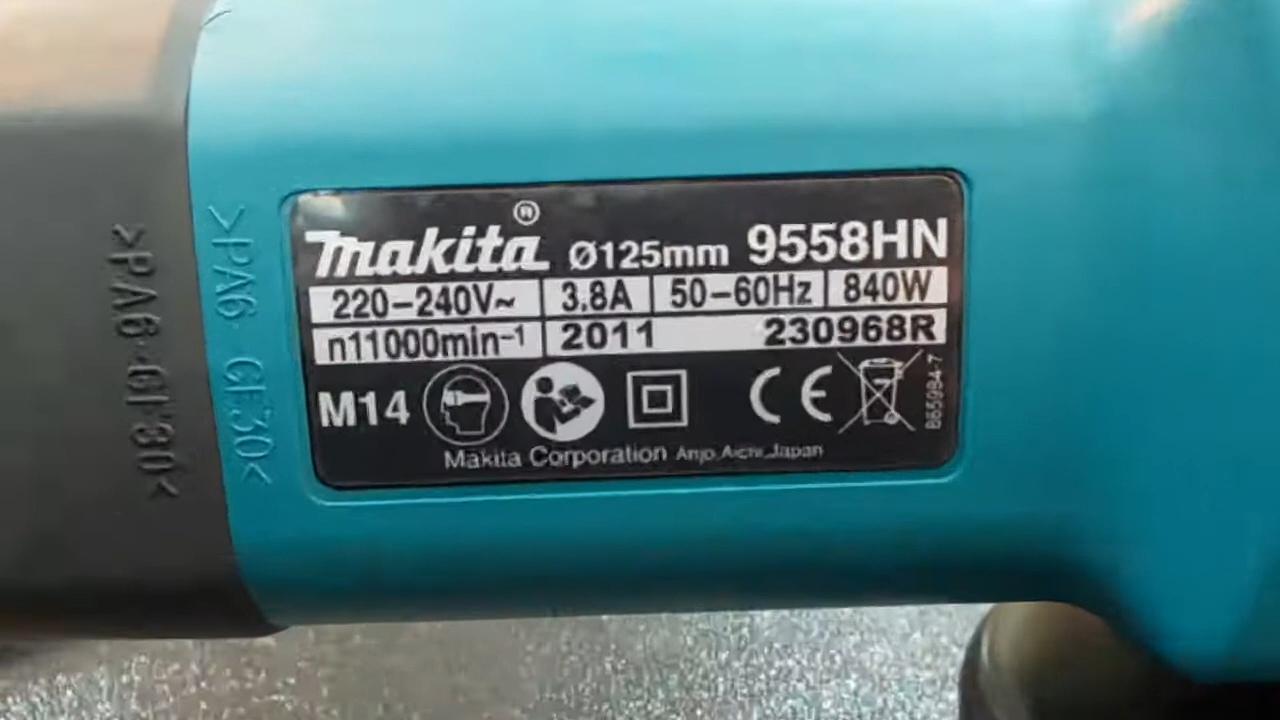 makita® Ø125mm 9558HN
220–240V~ 3.8A 50–60Hz 840W
n11000min⁻¹ 2011 230968R
M14 CE
865984-7
Makita Corporation Anjo, Aichi, Japan
>PA6-GF30<
>PA6-GF30<